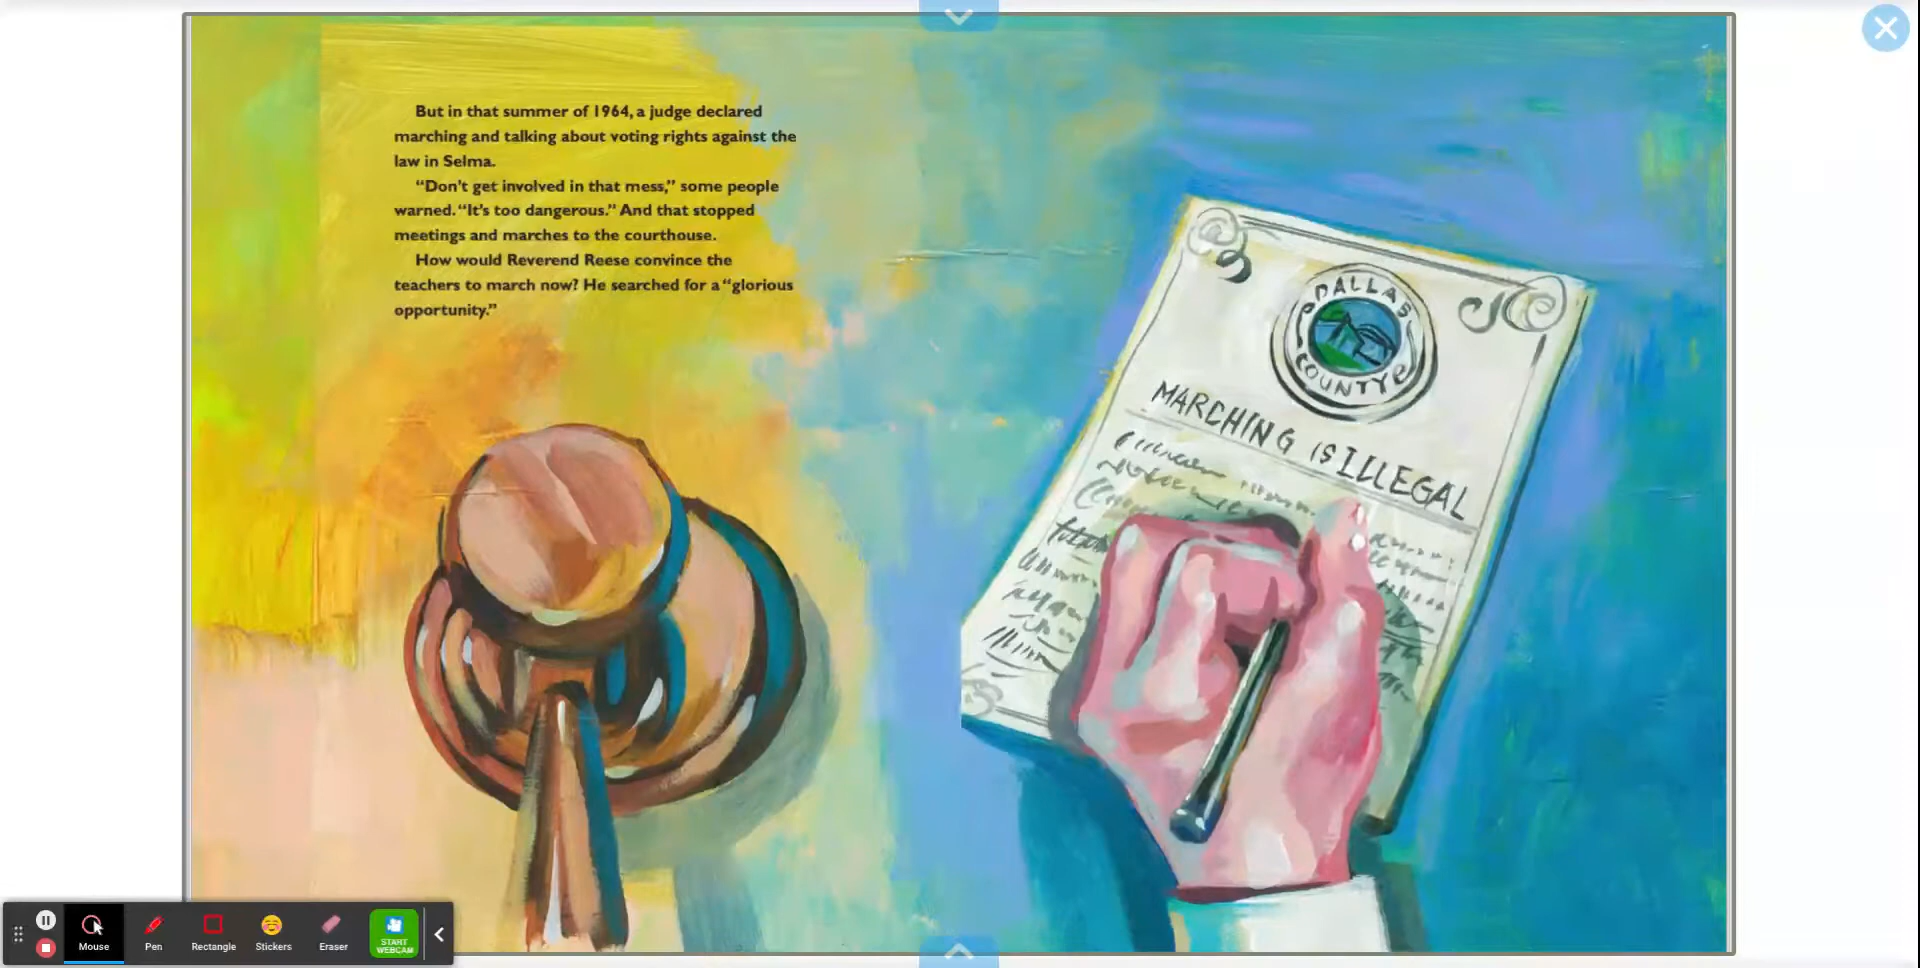 But in that summer of 1964, a judge declared
marching and talking about voting rights against the
law in Selma.
“Don’t get involved in that mess,” some people
warned. “It’s too dangerous.” And that stopped
meetings and marches to the courthouse.
How would Reverend Reese convince the
teachers to march now? He searched for a “glorious
opportunity.”
DALLAS
COUNTY
MARCHING IS ILLEGAL
Mouse
Pen
Rectangle
Stickers
Eraser
START
WEBCAM